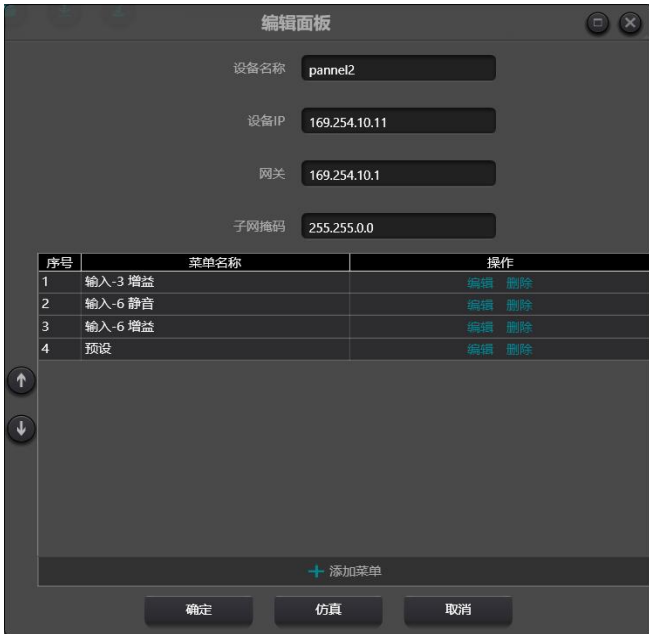 编辑面板
设备名称 pannel2
设备IP 169.254.10.11
网关 169.254.10.1
子网掩码 255.255.0.0
序号 菜单名称 操作
1 输入-3 增益 编辑 删除
2 输入-6 静音 编辑 删除
3 输入-6 增益 编辑 删除
4 预设 编辑 删除
添加菜单
确定 仿真 取消